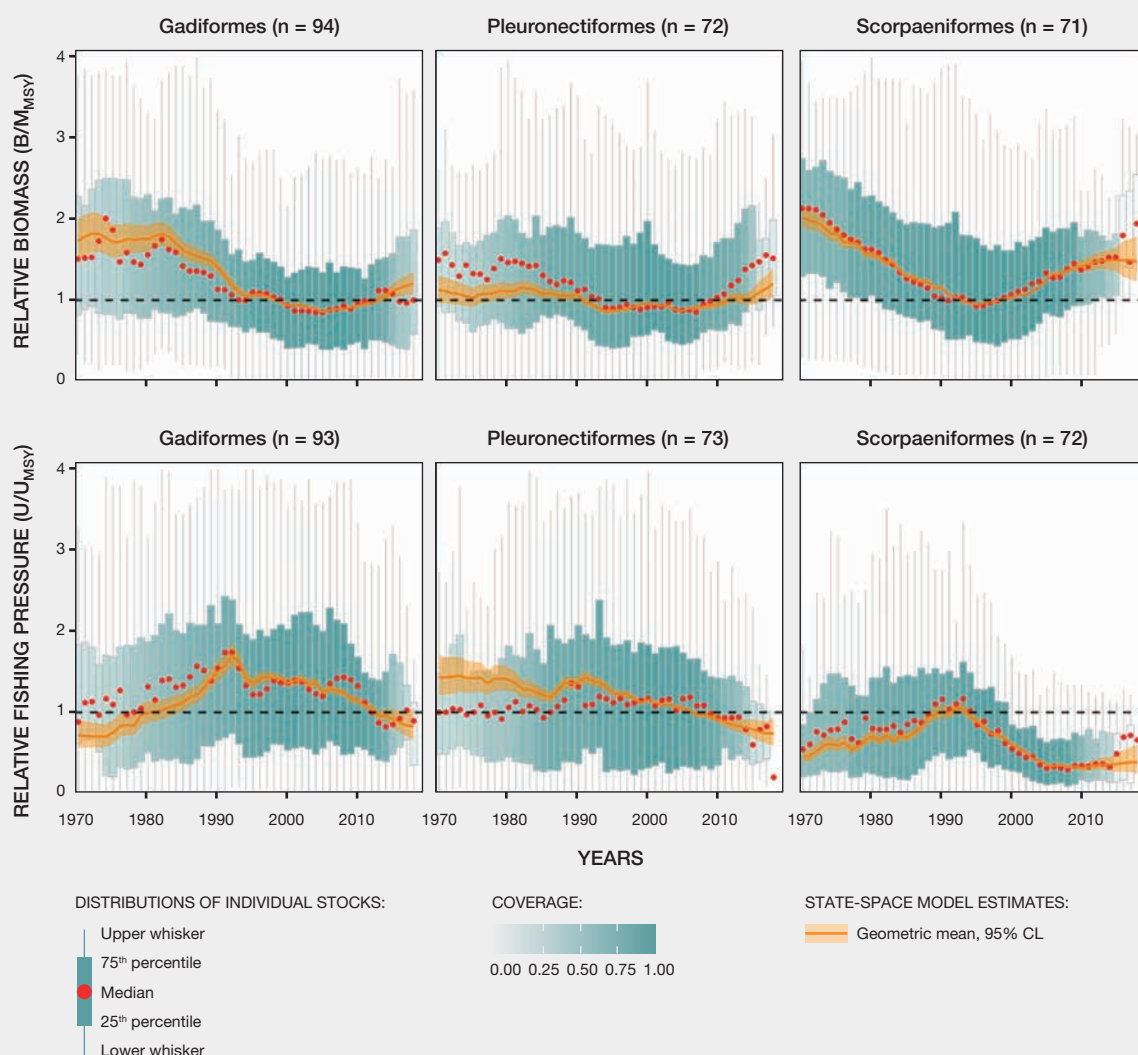 Gadiformes (n = 94)
Pleuronectiformes (n = 72)
Scorpaeniformes (n = 71)
RELATIVE BIOMASS (B/MMSY)
4
3
2
1
0
Gadiformes (n = 93)
Pleuronectiformes (n = 73)
Scorpaeniformes (n = 72)
RELATIVE FISHING PRESSURE (U/UMSY)
4
3
2
1
0
1970 1980 1990 2000 2010
1970 1980 1990 2000 2010
1970 1980 1990 2000 2010
YEARS
DISTRIBUTIONS OF INDIVIDUAL STOCKS:
Upper whisker
75th percentile
Median
25th percentile
Lower whisker
COVERAGE:
0.00 0.25 0.50 0.75 1.00
STATE-SPACE MODEL ESTIMATES:
Geometric mean, 95% CL